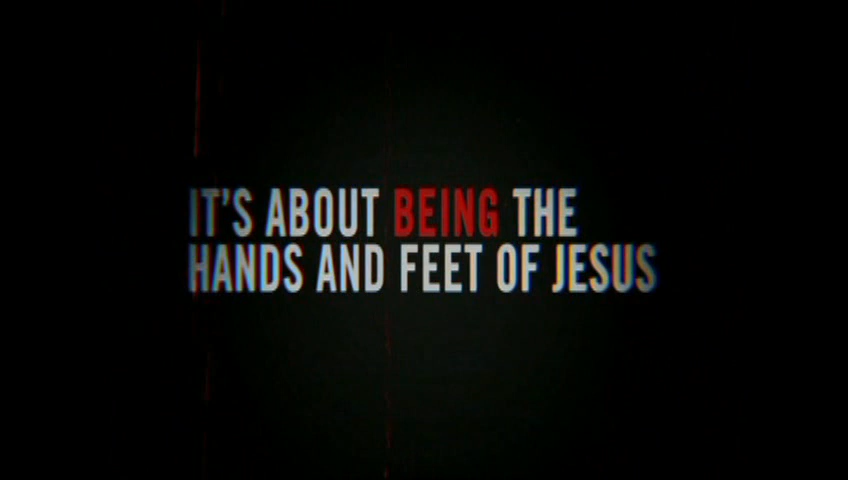 IT'S ABOUT BEING THE
HANDS AND FEET OF JESUS